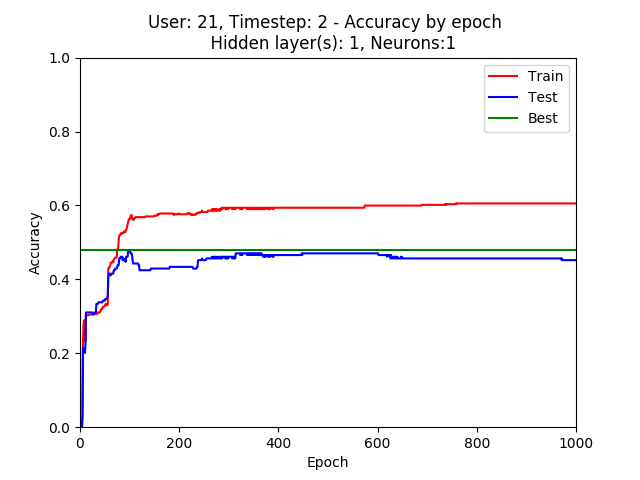 User: 21, Timestep: 2 - Accuracy by epoch
Hidden layer(s): 1, Neurons:1
Train
Test
Best
Accuracy
1.0
0.8
0.6
0.4
0.2
0.0
0 200 400 600 800 1000
Epoch